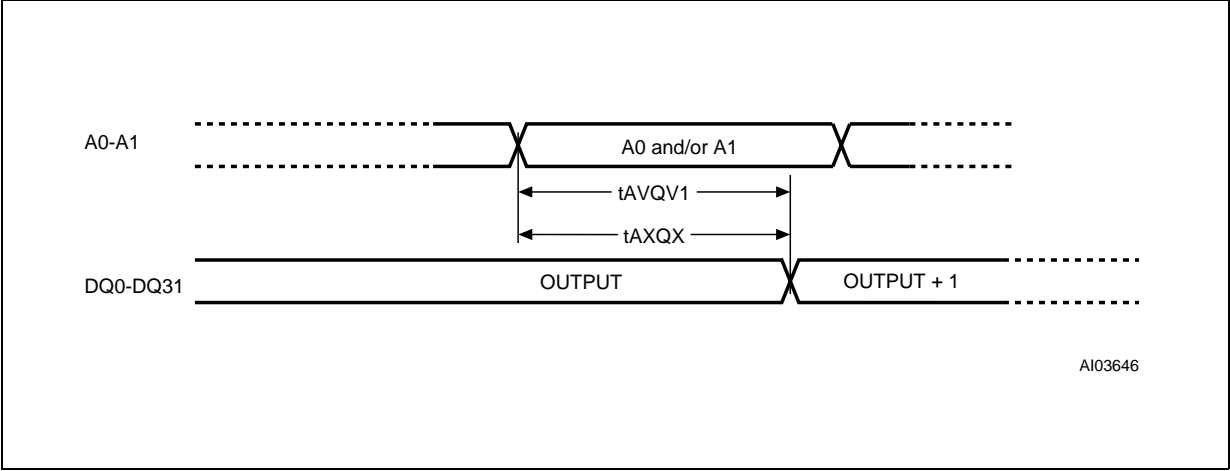 A0-A1
A0 and/or A1
tAVQV1
tAXQX
DQ0-DQ31
OUTPUT
OUTPUT + 1
AI03646